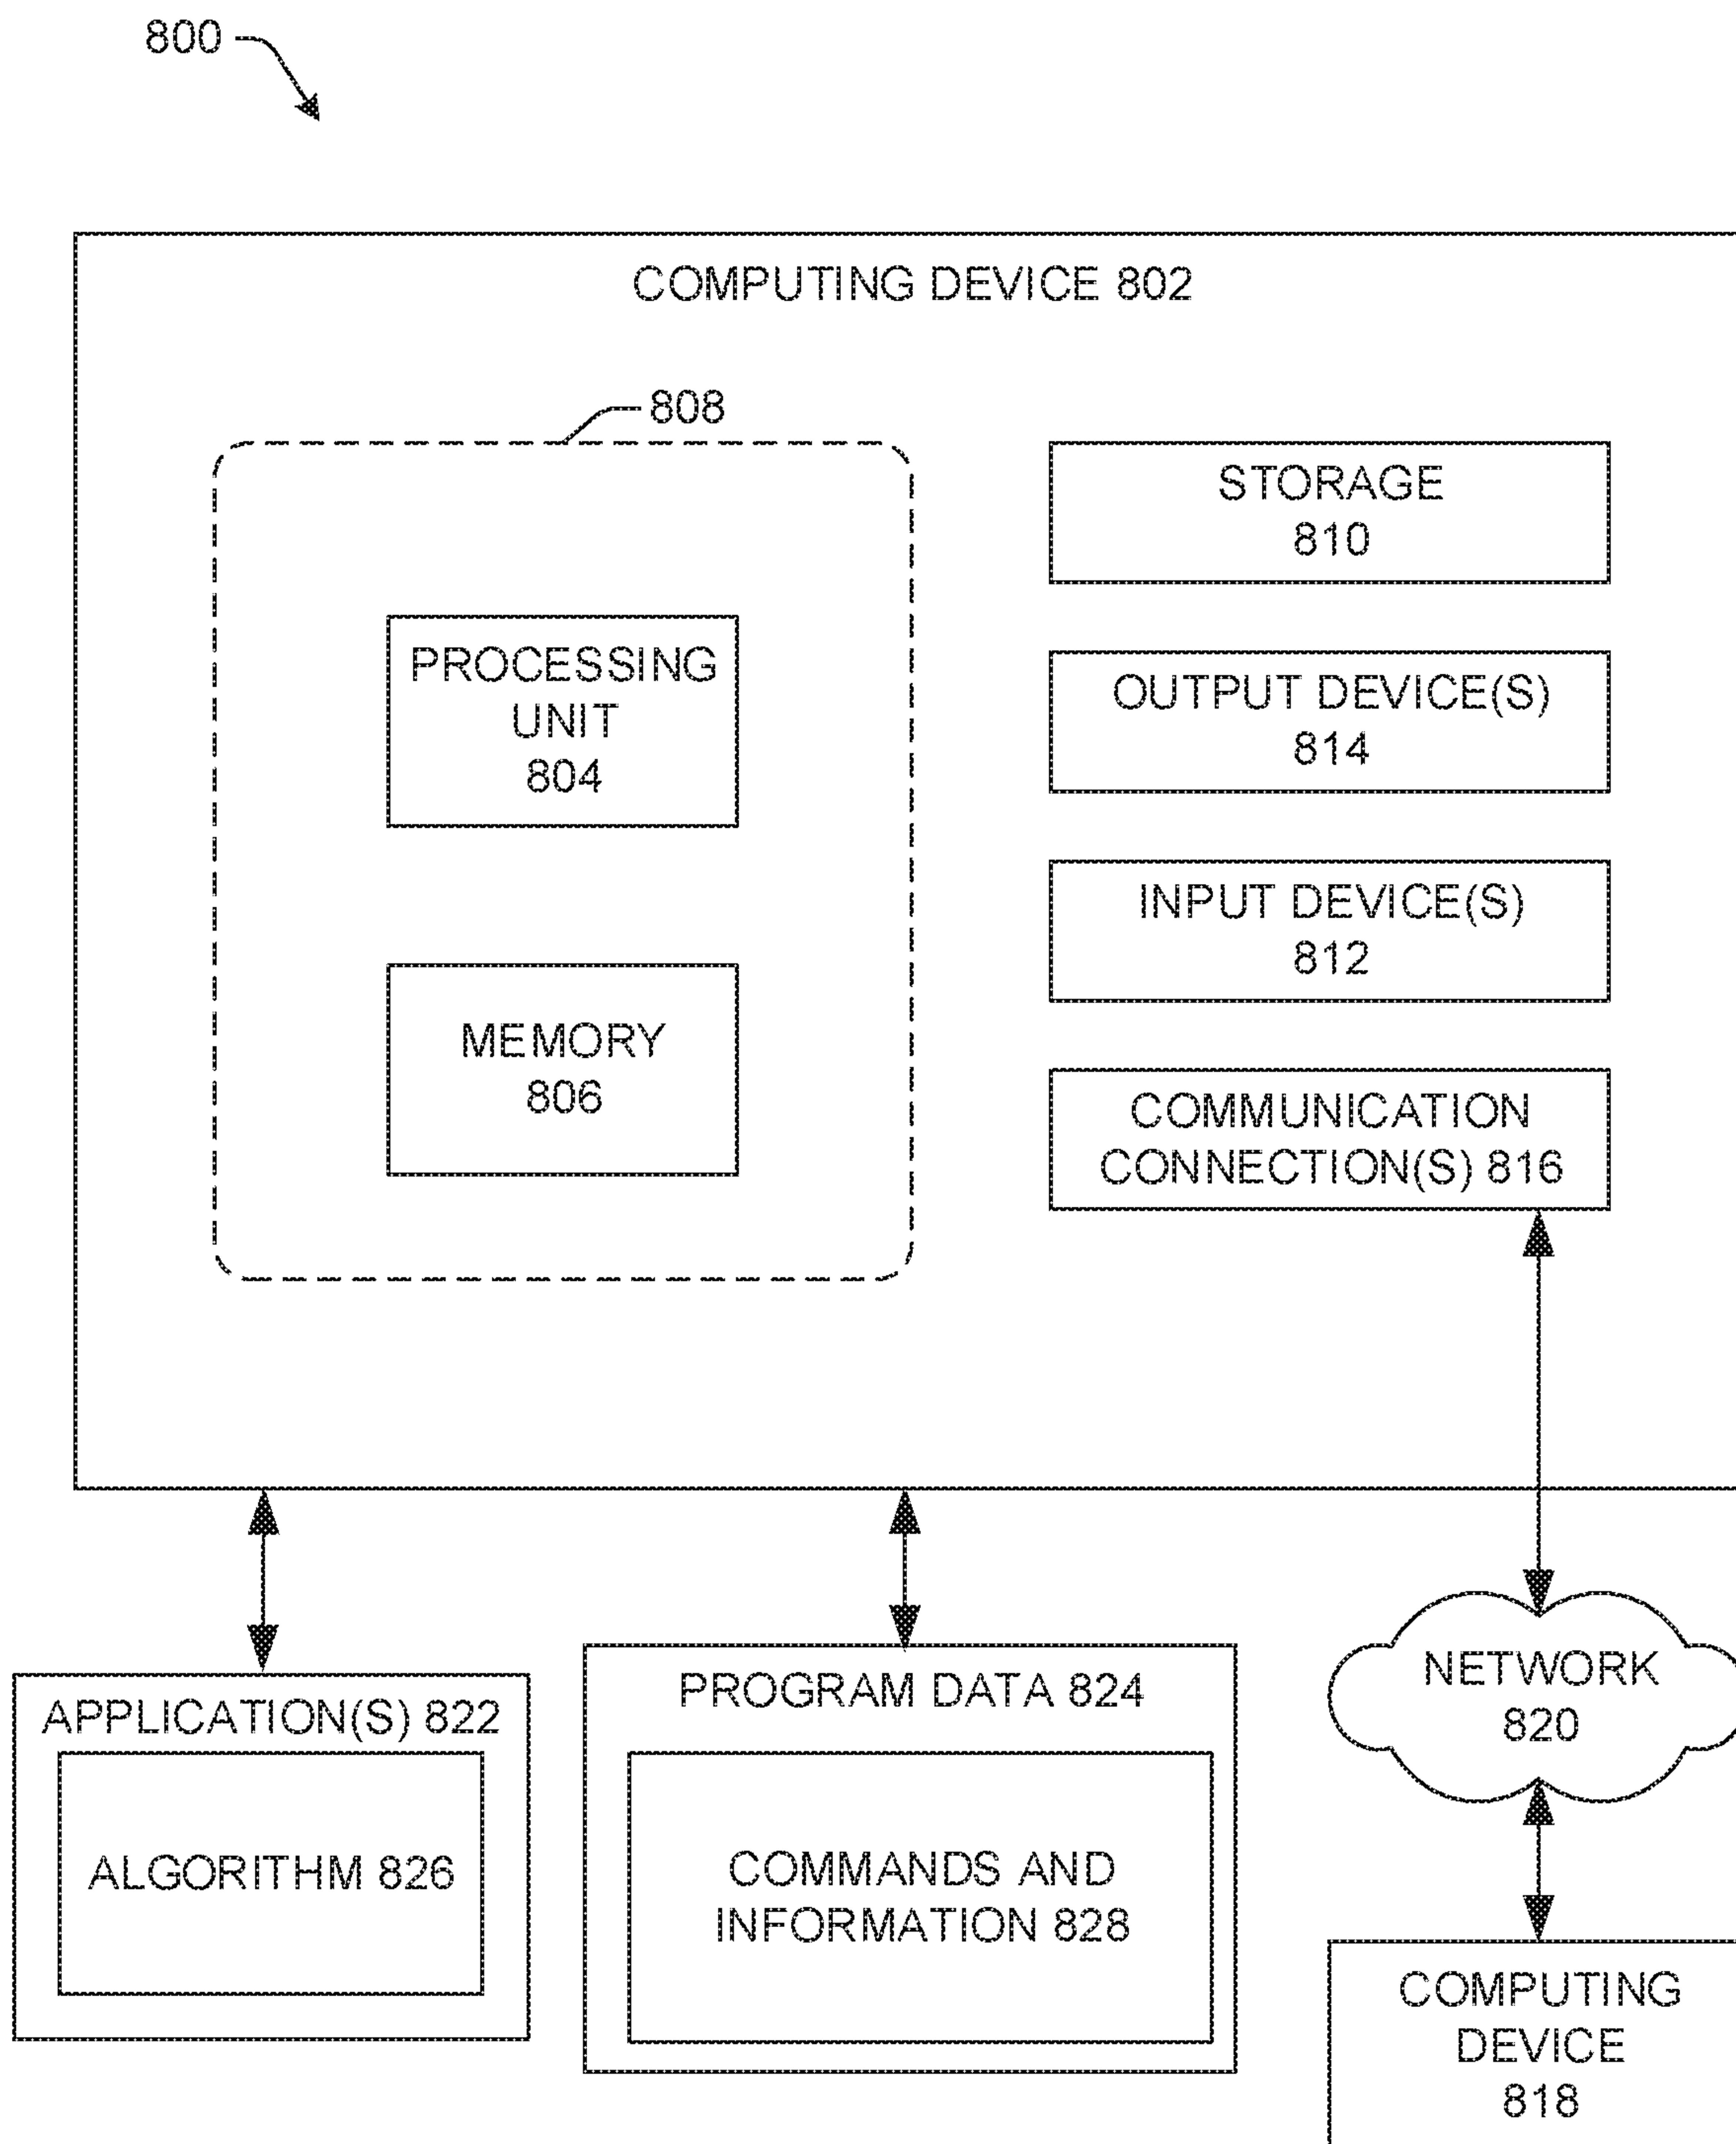 800
COMPUTING DEVICE 802
808
PROCESSING
UNIT
804
MEMORY
806
STORAGE
810
OUTPUT DEVICE(S)
814
INPUT DEVICE(S)
812
COMMUNICATION
CONNECTION(S) 816
APPLICATION(S) 822
ALGORITHM 826
PROGRAM DATA 824
COMMANDS AND
INFORMATION 828
NETWORK
820
COMPUTING
DEVICE
818